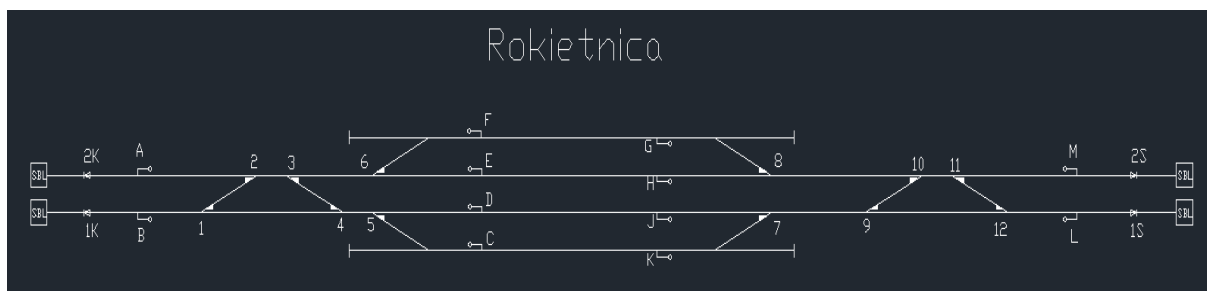 Rokietnica
F
2K A 2 3 6 E G 8 10 11 M 2S
SBL H SBL
SBL D SBL
1K B 1 4 5 C J 7 9 12 L 1S
K